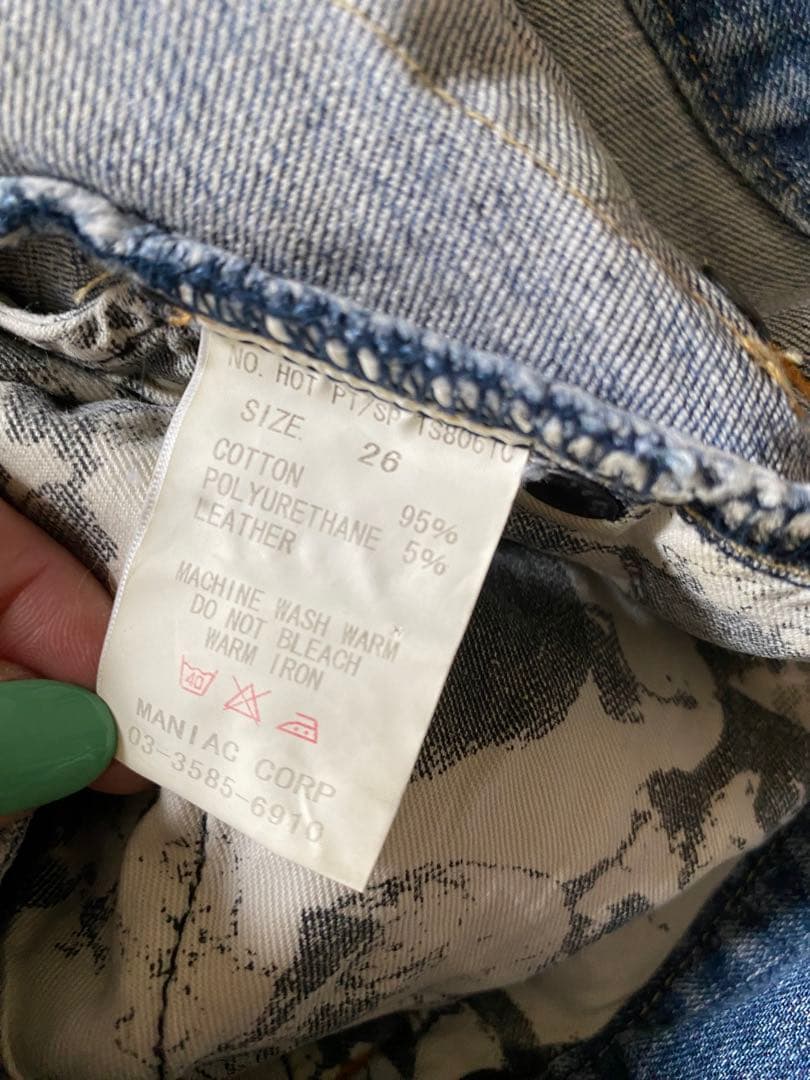 NO. HOT PT/SP TS80610
SIZE 26
COTTON 95%
POLYURETHANE 5%
LEATHER
MACHINE WASH WARM
DO NOT BLEACH
WARM IRON
40
MANIAC CORP
03-3585-6910